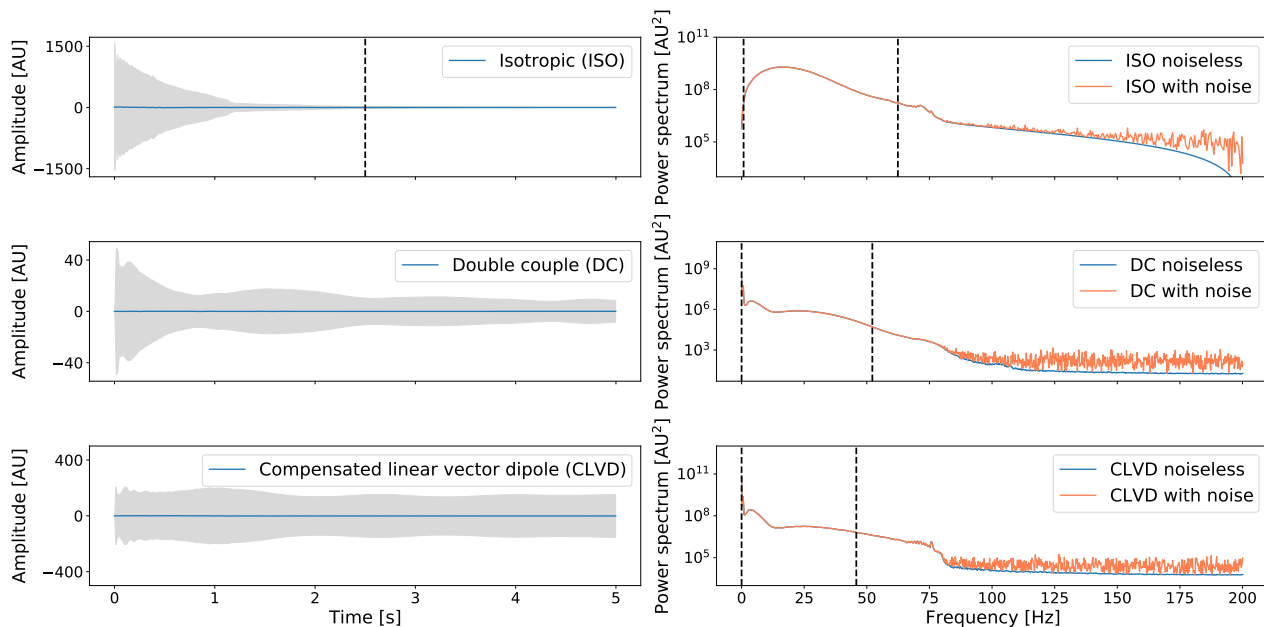 Amplitude [AU]
1500
0
−1500
Isotropic (ISO)
Power spectrum [AU²]
10¹¹
10⁸
10⁵
ISO noiseless
ISO with noise
Amplitude [AU]
40
0
−40
Double couple (DC)
Power spectrum [AU²]
10⁹
10⁶
10³
DC noiseless
DC with noise
Amplitude [AU]
400
0
−400
Compensated linear vector dipole (CLVD)
0 1 2 3 4 5
Time [s]
Power spectrum [AU²]
10¹¹
10⁸
10⁵
CLVD noiseless
CLVD with noise
0 25 50 75 100 125 150 175 200
Frequency [Hz]